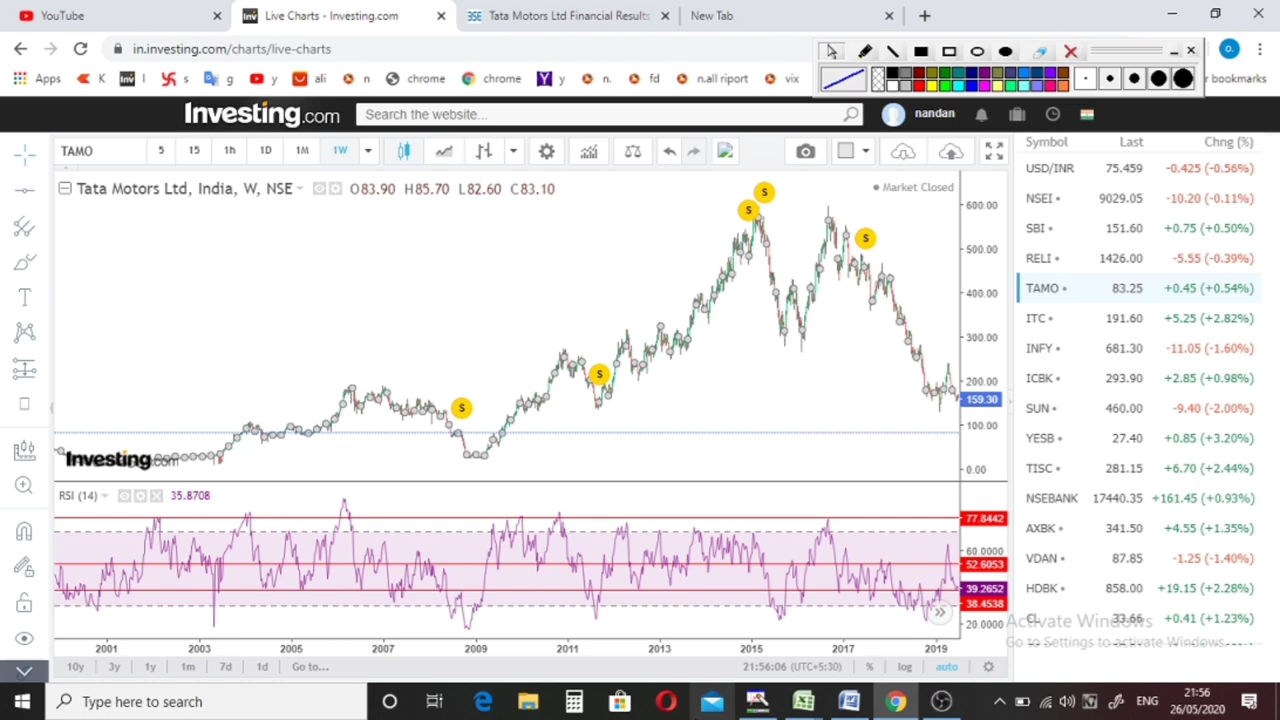 YouTube
Live Charts - Investing.com
Tata Motors Ltd Financial Results
New Tab
in.investing.com/charts/live-charts
Apps K I s g ali n chrome chrome y n. fd n.all riport vix r bookmarks
Investing.com
Search the website...
nandan
TAMO 5 15 1h 1D 1M 1W
Tata Motors Ltd, India, W, NSE O83.90 H85.70 L82.60 C83.10
Market Closed
S
S
S
S
S
600.00
500.00
400.00
300.00
200.00
159.30
100.00
0.00
Investing.com
RSI (14) 35.8708
77.8442
60.0000
52.6053
39.2652
38.4538
20.0000
2001 2003 2005 2007 2009 2011 2013 2015 2017 2019
10y 3y 1y 1m 7d 1d Go to... 21:56:06 (UTC+5:30) % log auto
Symbol Last Chng (%)
USD/INR 75.459 -0.425 (-0.56%)
NSEI 9029.05 -10.20 (-0.11%)
SBI 151.60 +0.75 (+0.50%)
RELI 1426.00 -5.55 (-0.39%)
TAMO 83.25 +0.45 (+0.54%)
ITC 191.60 +5.25 (+2.82%)
INFY 681.30 -11.05 (-1.60%)
ICBK 293.90 +2.85 (+0.98%)
SUN 460.00 -9.40 (-2.00%)
YESB 27.40 +0.85 (+3.20%)
TISC 281.15 +6.70 (+2.44%)
NSEBANK 17440.35 +161.45 (+0.93%)
AXBK 341.50 +4.55 (+1.35%)
VDAN 87.85 -1.25 (-1.40%)
HDBK 858.00 +19.15 (+2.28%)
CL 33.66 +0.41 (+1.23%)
Activate Windows
Go to Settings to activate Windows.
Type here to search
ENG
21:56
26/05/2020